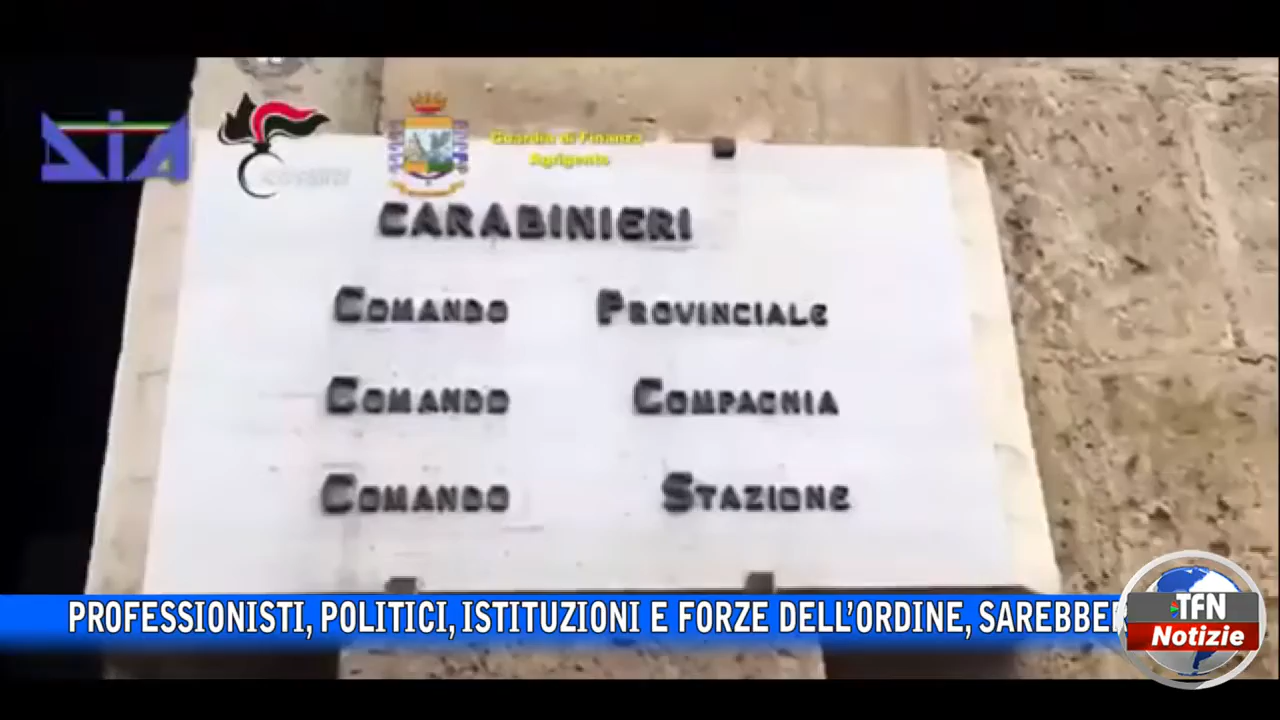 DIA
Guardia di Finanza
Agrigento
CARABINIERI
COMANDO PROVINCIALE
COMANDO COMPAGNIA
COMANDO STAZIONE
PROFESSIONISTI, POLITICI, ISTITUZIONI E FORZE DELL'ORDINE, SAREBBER
TFN
Notizie